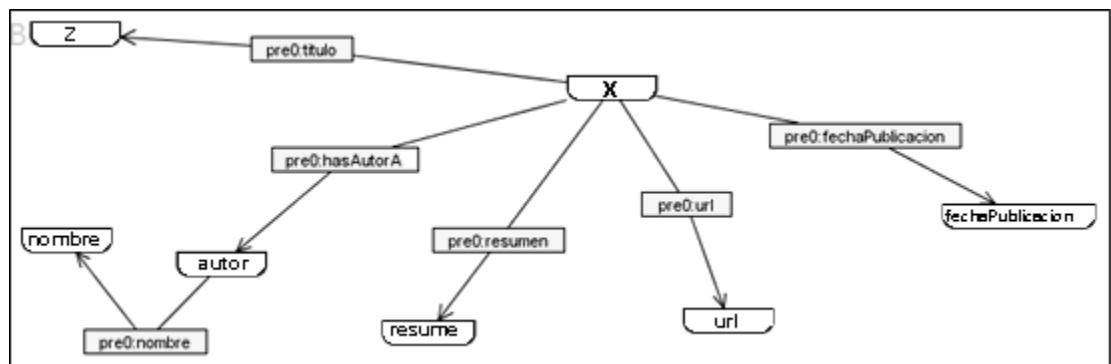 B
Z
pre0:titulo
X
pre0:hasAutorA
pre0:fechaPublicacion
pre0:url
fechaPublicacion
nombre
pre0:resumen
autor
resume
url
pre0:nombre